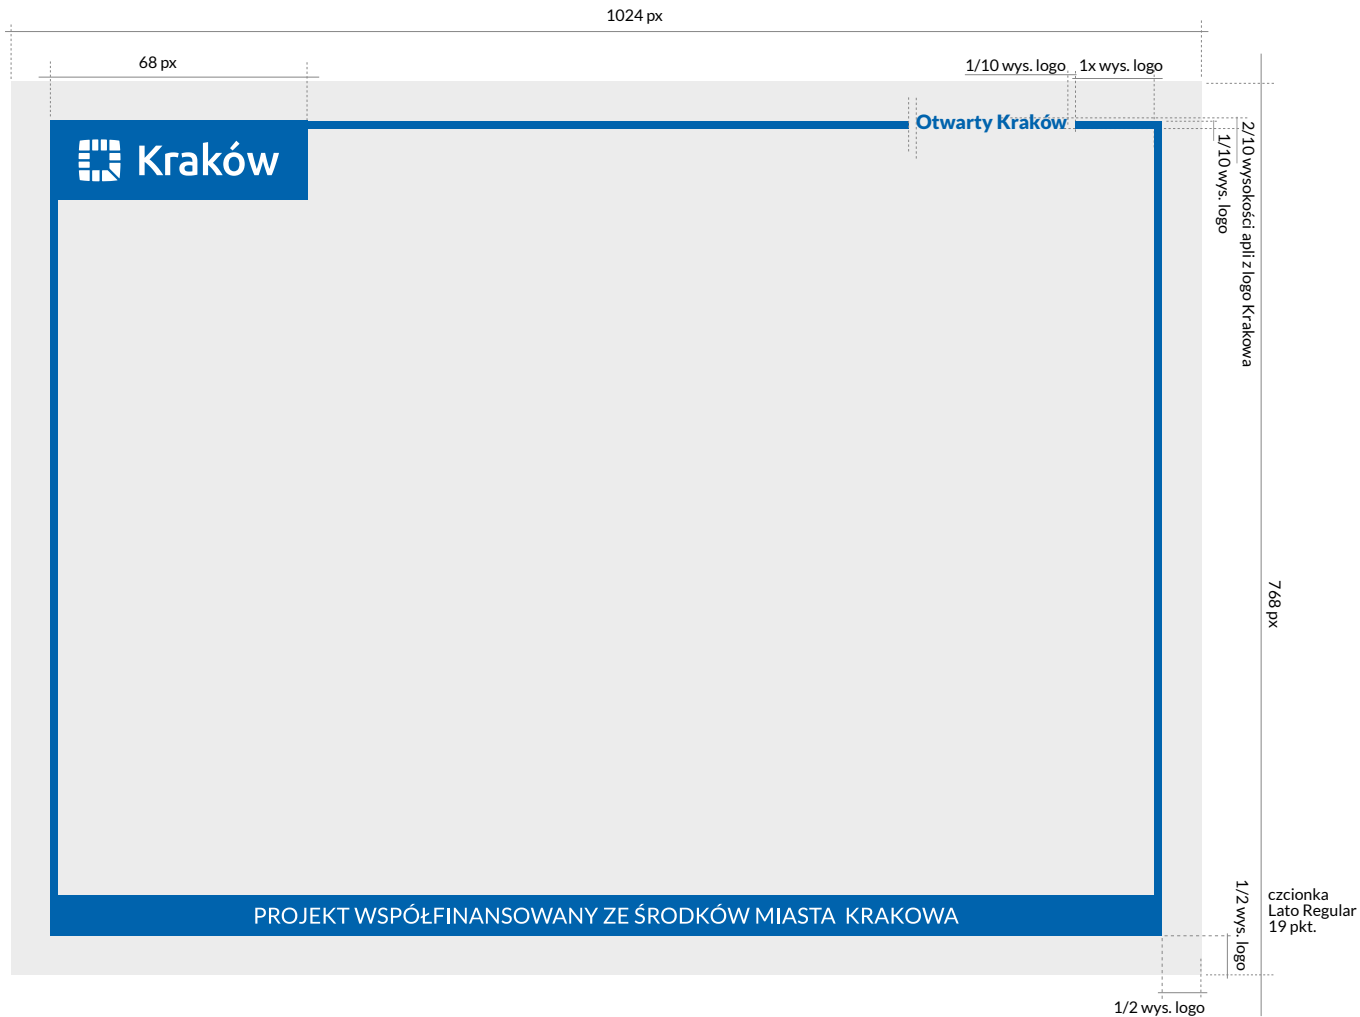 1024 px
68 px
1/10 wys. logo
1x wys. logo
Otwarty Kraków
Kraków
1/10 wys. logo
2/10 wysokości apli z logo Krakowa
768 px
PROJEKT WSPÓŁFINANSOWANY ZE ŚRODKÓW MIASTA KRAKOWA
1/2 wys. logo
czcionka
Lato Regular
19 pkt.
1/2 wys. logo